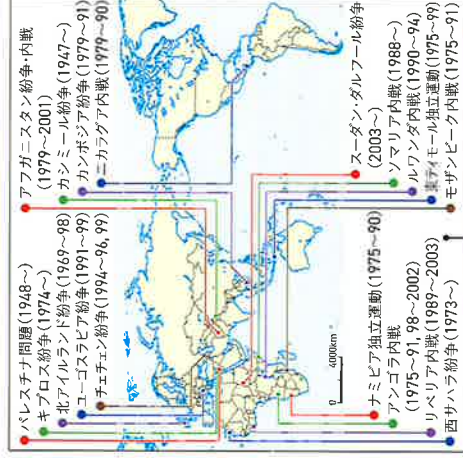 パレスチナ問題(1948〜)
キプロス紛争(1974〜)
北アイルランド紛争(1969〜98)
ユーゴスラビア紛争(1991〜99)
チェチェン紛争(1994〜96, 99)
アフガニスタン紛争・内戦
(1979〜2001)
カシミール紛争(1947〜)
カンボジア紛争(1979〜91)
ニカラグア内戦(1979〜90)
0 4000km
ナミビア独立運動(1975〜90)
アンゴラ内戦
(1975〜91, 98〜2002)
リベリア内戦(1989〜2003)
西サハラ紛争(1973〜)
スーダン・ダルフール紛争
(2003〜)
ソマリア内戦(1988〜)
ルワンダ内戦(1990〜94)
東ティモール独立運動(1975〜99)
モザンビーク内戦(1975〜91)